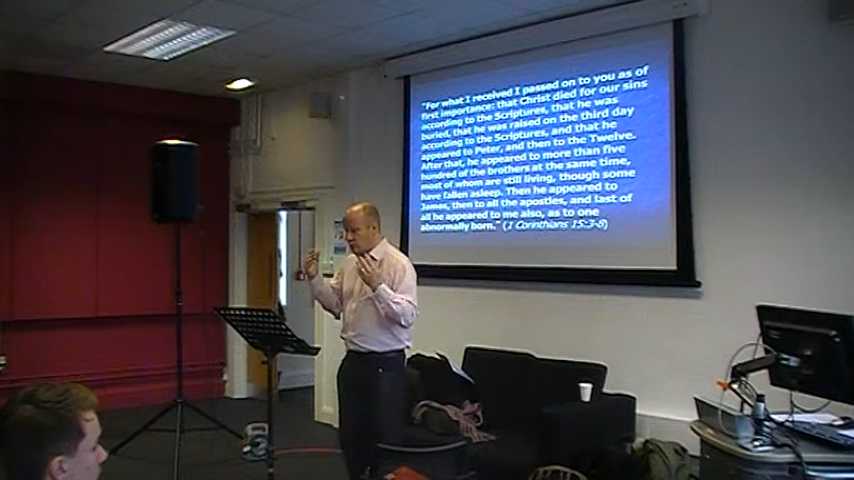 "For what I received I passed on to you as of
first importance: that Christ died for our sins
according to the Scriptures, that he was
buried, that he was raised on the third day
according to the Scriptures, and that he
appeared to Peter, and then to the Twelve.
After that, he appeared to more than five
hundred of the brothers at the same time,
most of whom are still living, though some
have fallen asleep. Then he appeared to
James, then to all the apostles, and last of
all he appeared to me also, as to one
abnormally born." (1 Corinthians 15:3-8)